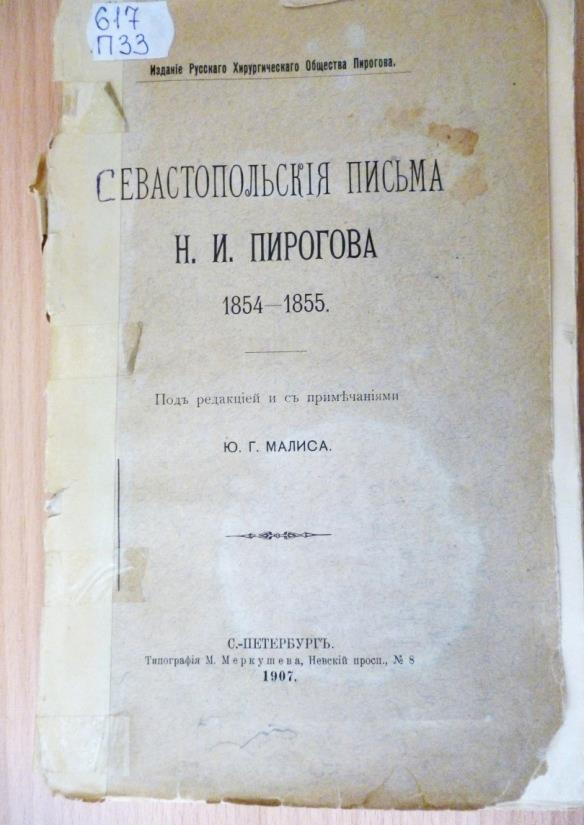 617
П33
Изданіе Русскаго Хирургическаго Общества Пирогова.
СЕВАСТОПОЛЬСКІЯ ПИСЬМА
Н. И. ПИРОГОВА
1854—1855.
Подъ редакціей и съ примѣчаніями
Ю. Г. МАЛИСА.
С.-ПЕТЕРБУРГЪ.
Типографія М. Меркушева, Невскій просп., № 8
1907.